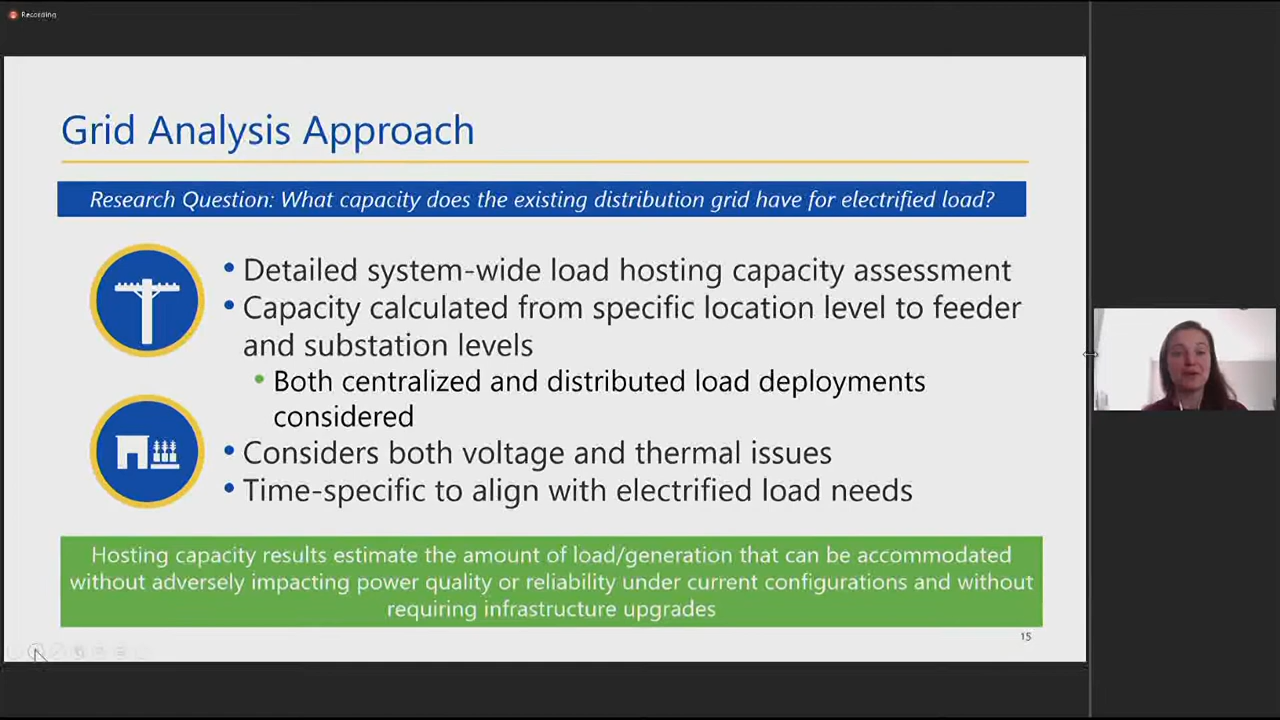 Recording
Grid Analysis Approach
Research Question: What capacity does the existing distribution grid have for electrified load?
• Detailed system-wide load hosting capacity assessment
• Capacity calculated from specific location level to feeder
and substation levels
• Both centralized and distributed load deployments
considered
• Considers both voltage and thermal issues
• Time-specific to align with electrified load needs
Hosting capacity results estimate the amount of load/generation that can be accommodated
without adversely impacting power quality or reliability under current configurations and without
requiring infrastructure upgrades
15